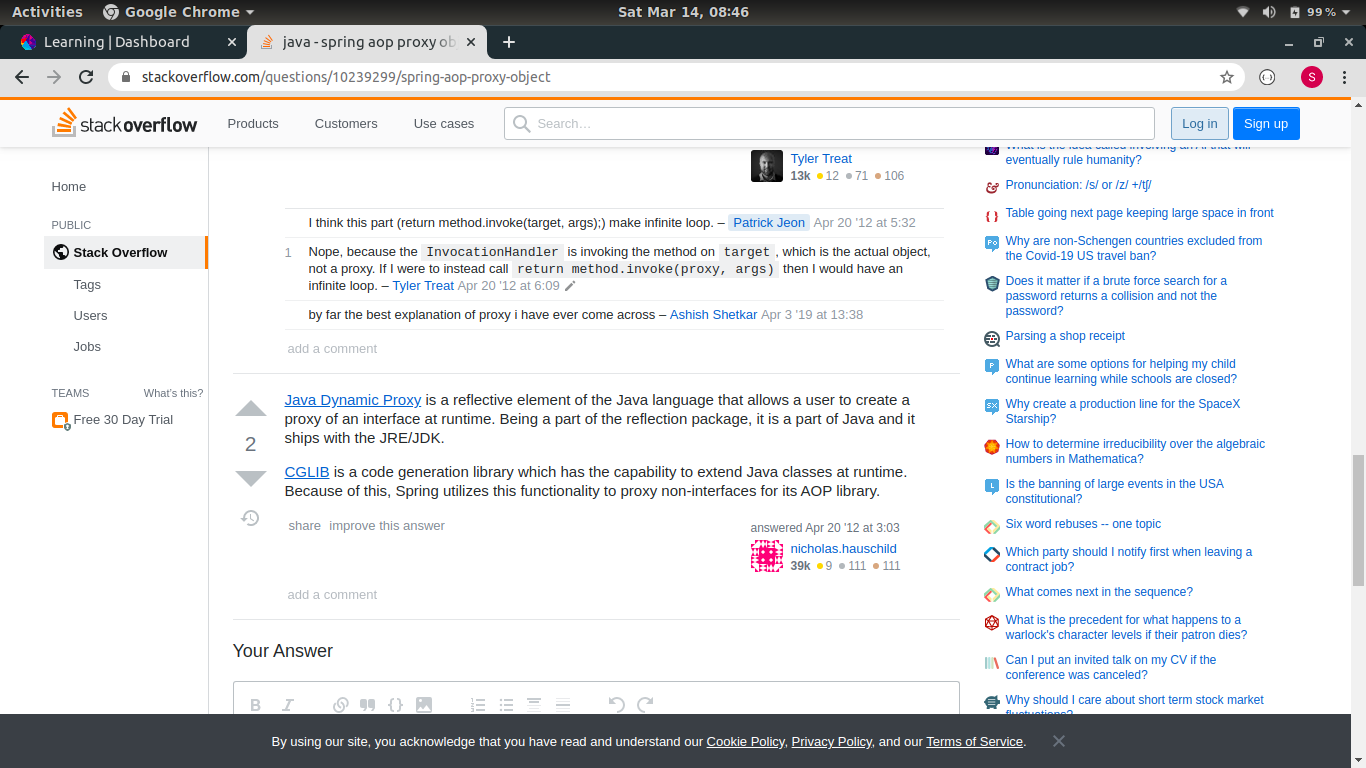 Activities Google Chrome Sat Mar 14, 08:46 99 %
Learning | Dashboard java - spring aop proxy ob
stackoverflow.com/questions/10239299/spring-aop-proxy-object S
stackoverflow Products Customers Use cases Search… Log in Sign up
Home
PUBLIC
Stack Overflow
Tags
Users
Jobs
TEAMS What's this?
Free 30 Day Trial
Tyler Treat
13k 12 71 106
I think this part (return method.invoke(target, args);) make infinite loop. – Patrick Jeon Apr 20 '12 at 5:32
1 Nope, because the InvocationHandler is invoking the method on target, which is the actual object,
not a proxy. If I were to instead call return method.invoke(proxy, args) then I would have an
infinite loop. – Tyler Treat Apr 20 '12 at 6:09
by far the best explanation of proxy i have ever come across – Ashish Shetkar Apr 3 '19 at 13:38
add a comment
2
Java Dynamic Proxy is a reflective element of the Java language that allows a user to create a
proxy of an interface at runtime. Being a part of the reflection package, it is a part of Java and it
ships with the JRE/JDK.
CGLIB is a code generation library which has the capability to extend Java classes at runtime.
Because of this, Spring utilizes this functionality to proxy non-interfaces for its AOP library.
share improve this answer
answered Apr 20 '12 at 3:03
nicholas.hauschild
39k 9 111 111
add a comment
Your Answer
B I
What is the idea called involving an AI that will
eventually rule humanity?
Pronunciation: /s/ or /z/ +/tʃ/
Table going next page keeping large space in front
Why are non-Schengen countries excluded from
the Covid-19 US travel ban?
Does it matter if a brute force search for a
password returns a collision and not the
password?
Parsing a shop receipt
What are some options for helping my child
continue learning while schools are closed?
Why create a production line for the SpaceX
Starship?
How to determine irreducibility over the algebraic
numbers in Mathematica?
Is the banning of large events in the USA
constitutional?
Six word rebuses -- one topic
Which party should I notify first when leaving a
contract job?
What comes next in the sequence?
What is the precedent for what happens to a
warlock's character levels if their patron dies?
Can I put an invited talk on my CV if the
conference was canceled?
Why should I care about short term stock market
fluctuations?
By using our site, you acknowledge that you have read and understand our Cookie Policy, Privacy Policy, and our Terms of Service.